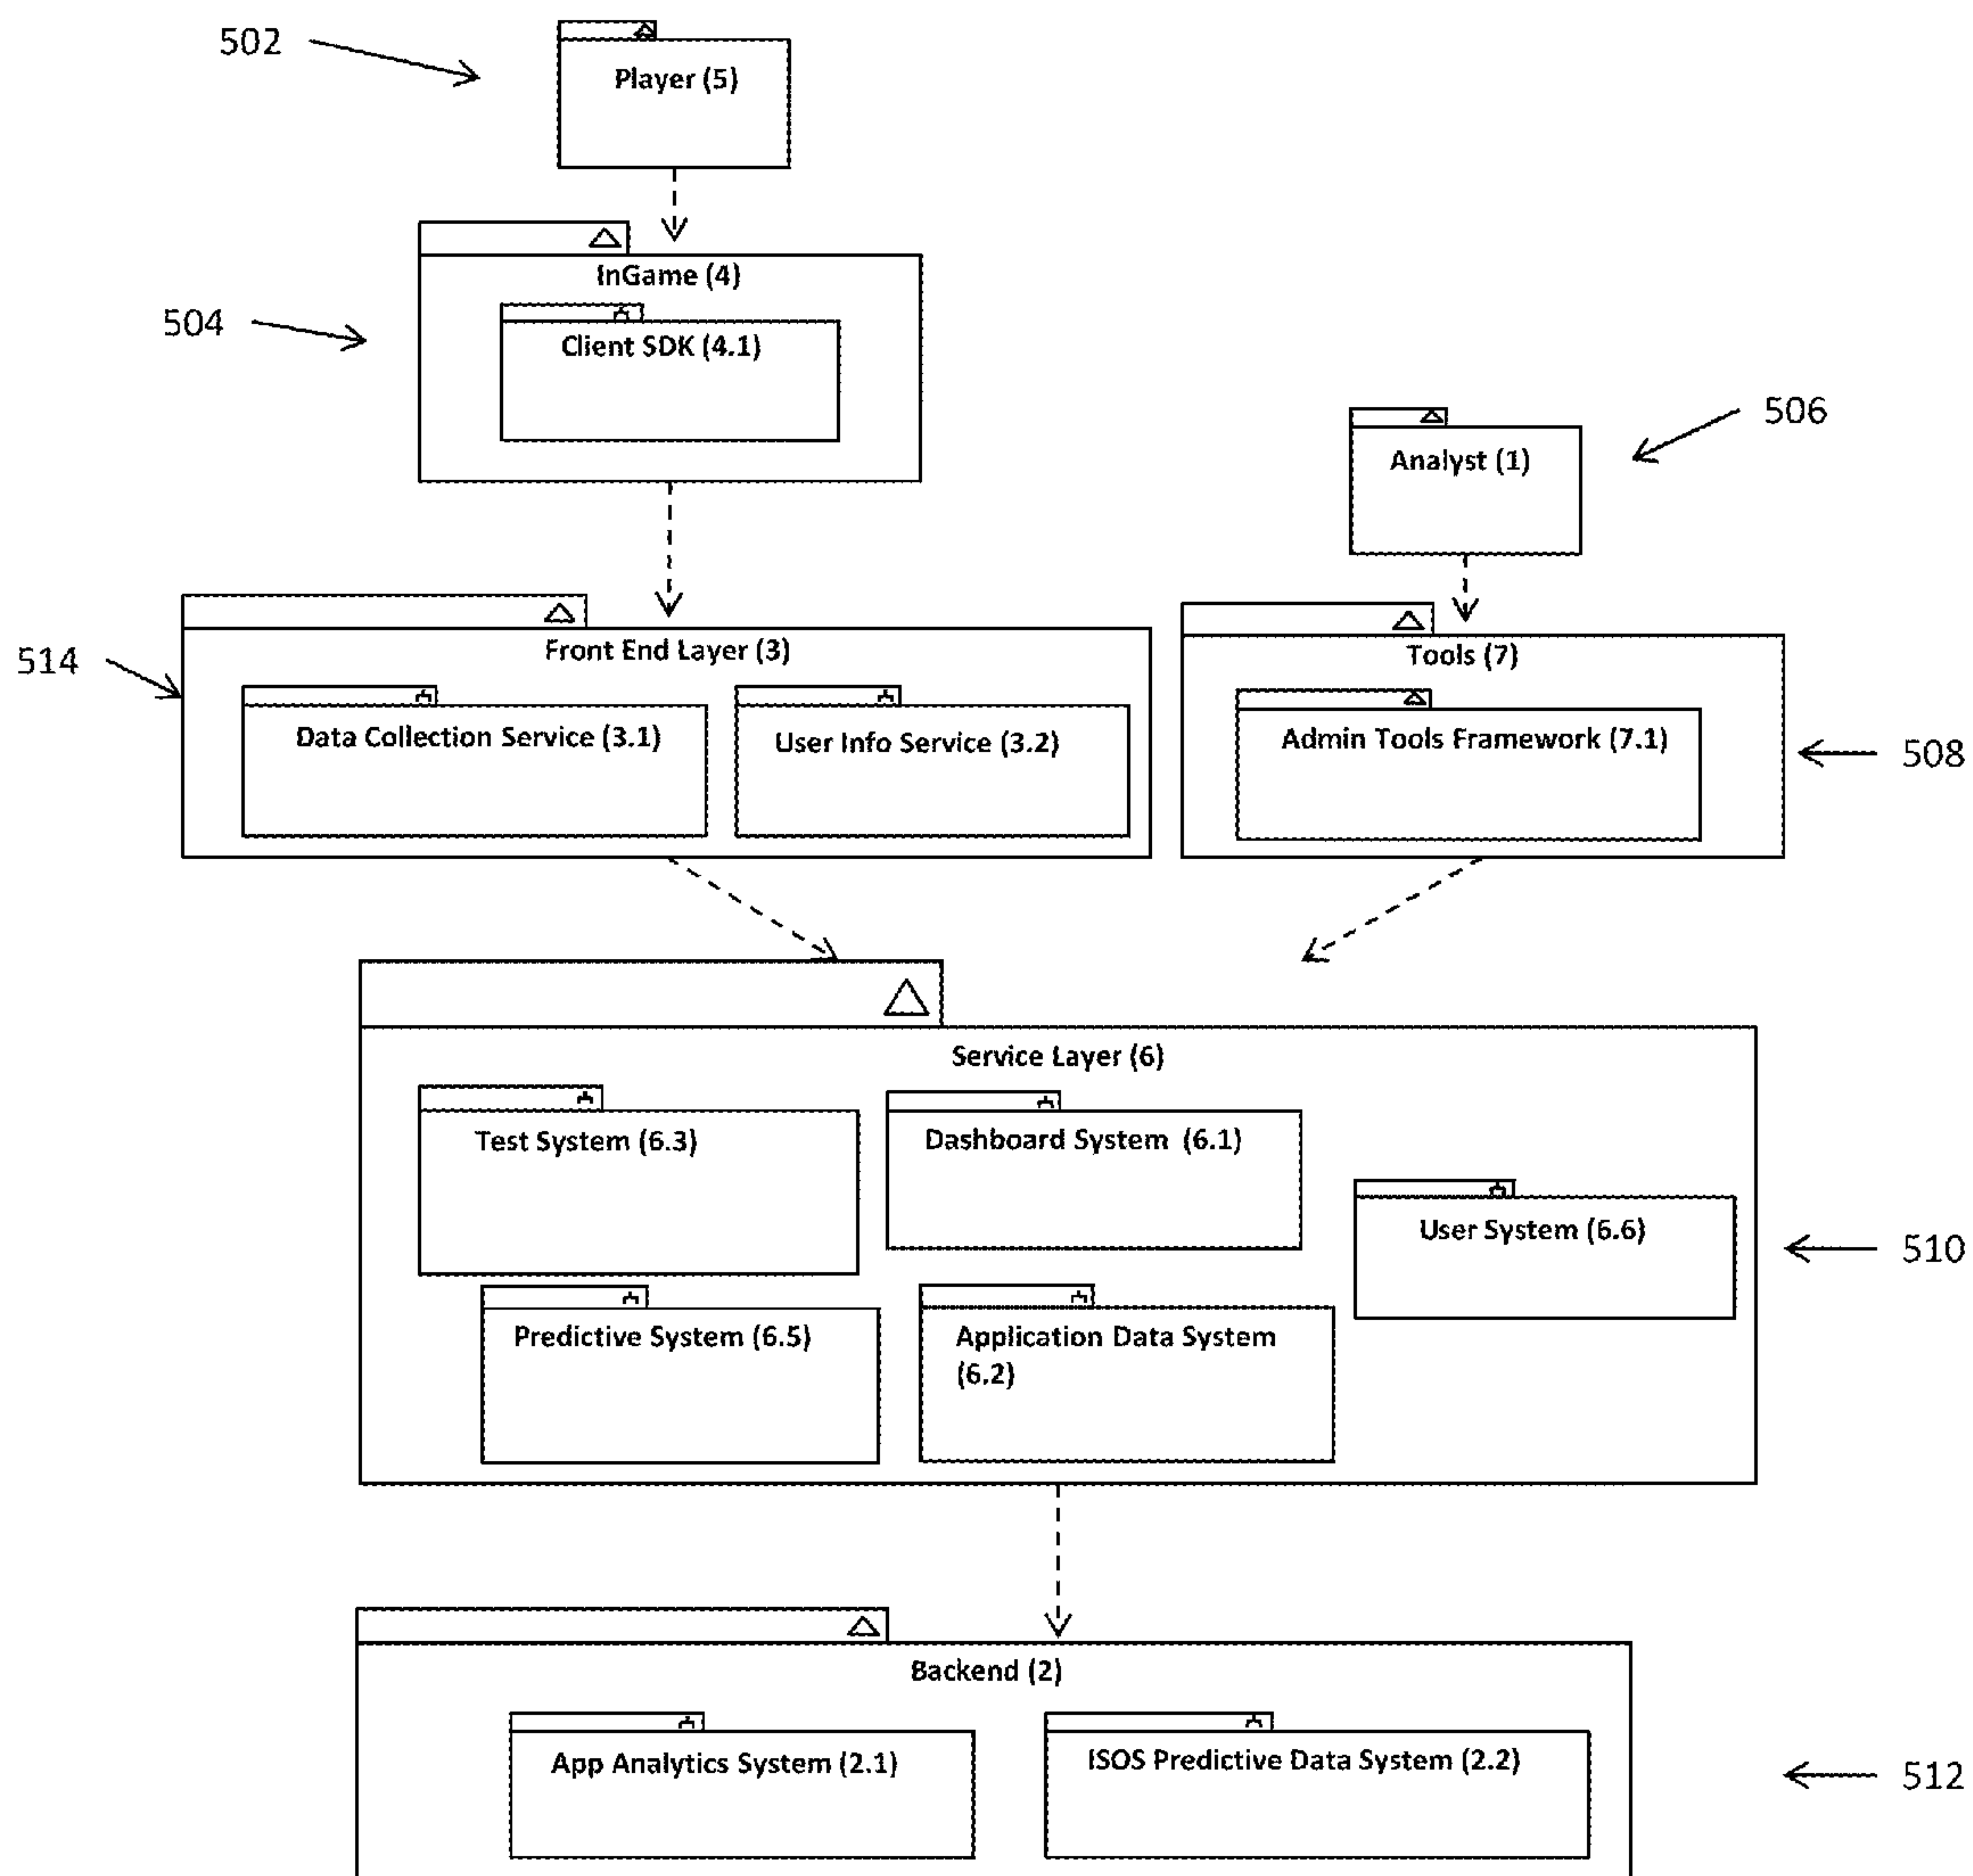 502
Player (5)
InGame (4)
504
Client SDK (4.1)
506
Analyst (1)
514
Front End Layer (3)
Tools (7)
Data Collection Service (3.1)
User Info Service (3.2)
Admin Tools Framework (7.1)
508
Service Layer (6)
Test System (6.3)
Dashboard System (6.1)
User System (6.6)
510
Predictive System (6.5)
Application Data System
(6.2)
Backend (2)
App Analytics System (2.1)
ISOS Predictive Data System (2.2)
512